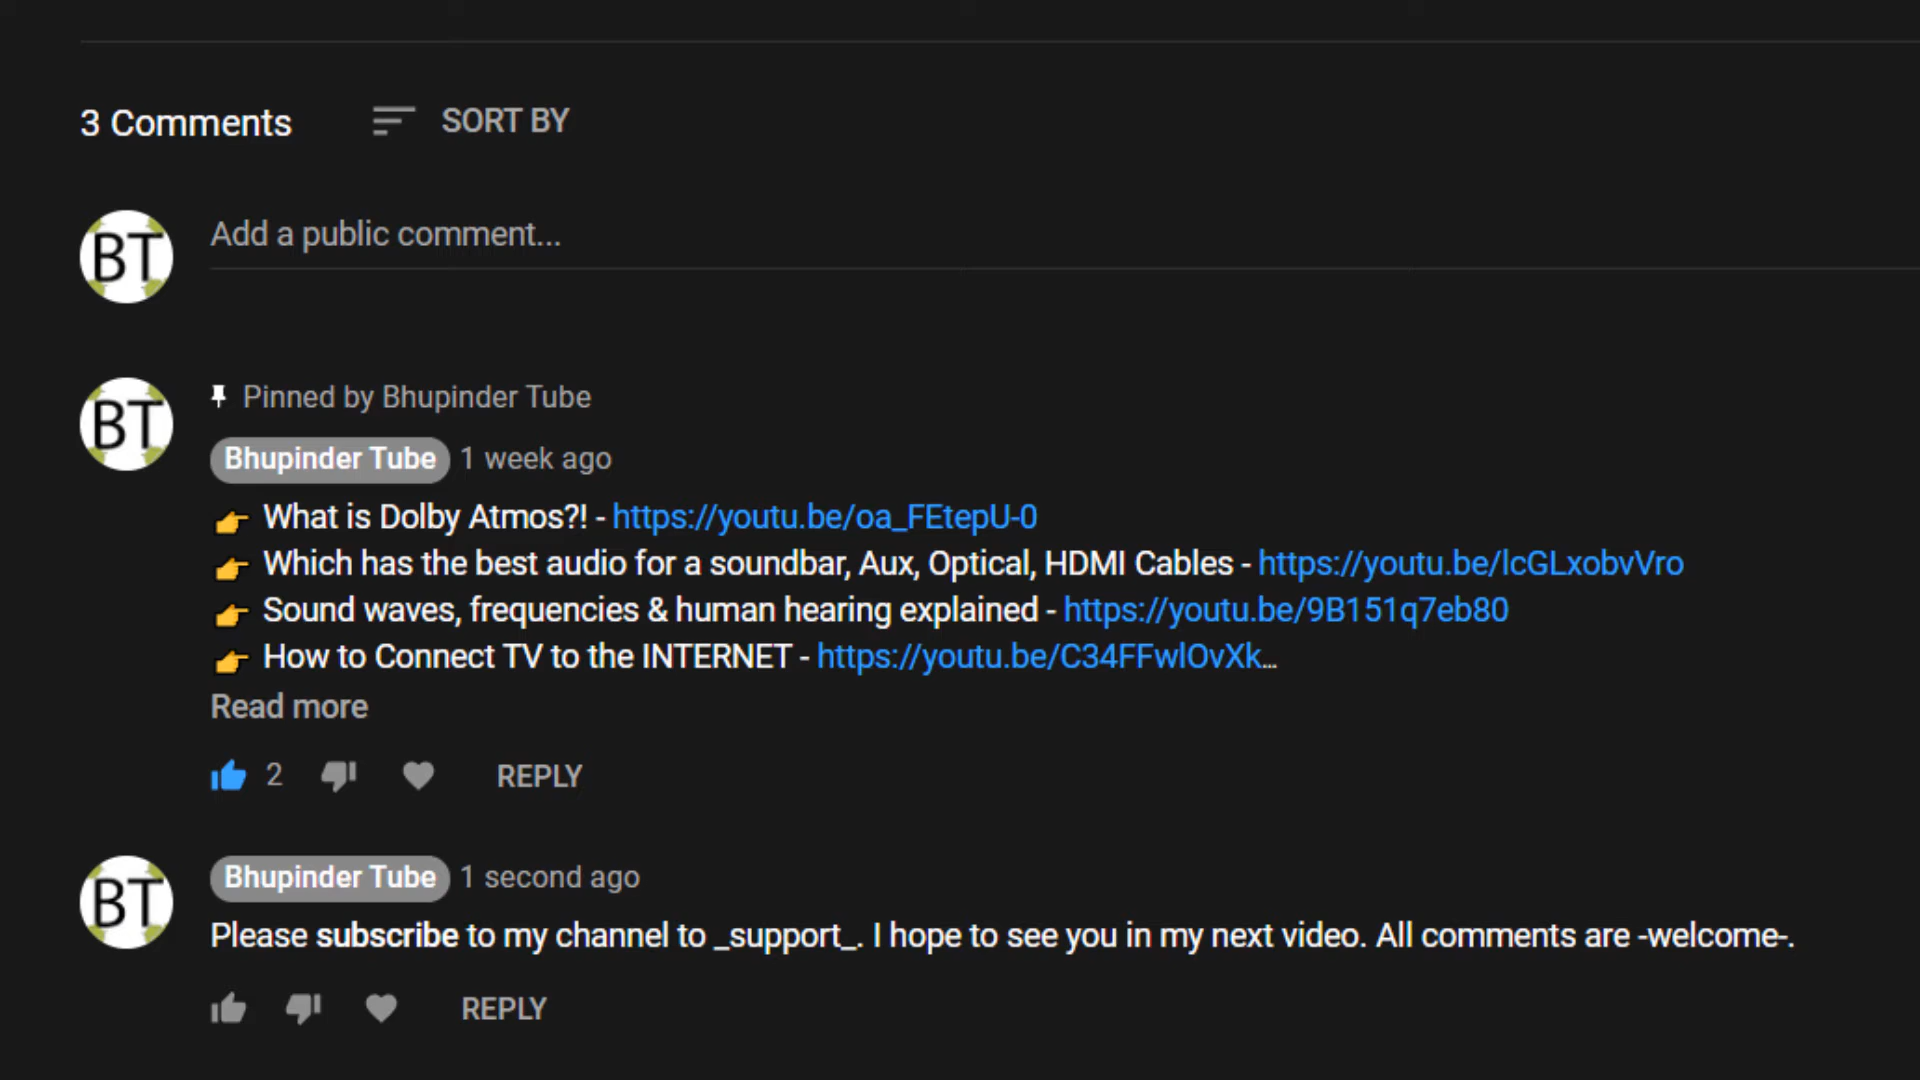 3 Comments SORT BY
BT Add a public comment...
BT Pinned by Bhupinder Tube
Bhupinder Tube 1 week ago
👉 What is Dolby Atmos?! - https://youtu.be/oa_FEtepU-0
👉 Which has the best audio for a soundbar, Aux, Optical, HDMI Cables - https://youtu.be/lcGLxobvVro
👉 Sound waves, frequencies & human hearing explained - https://youtu.be/9B151q7eb80
👉 How to Connect TV to the INTERNET - https://youtu.be/C34FFwlOvXk...
Read more
2 REPLY
BT Bhupinder Tube 1 second ago
Please subscribe to my channel to _support_. I hope to see you in my next video. All comments are -welcome-.
REPLY